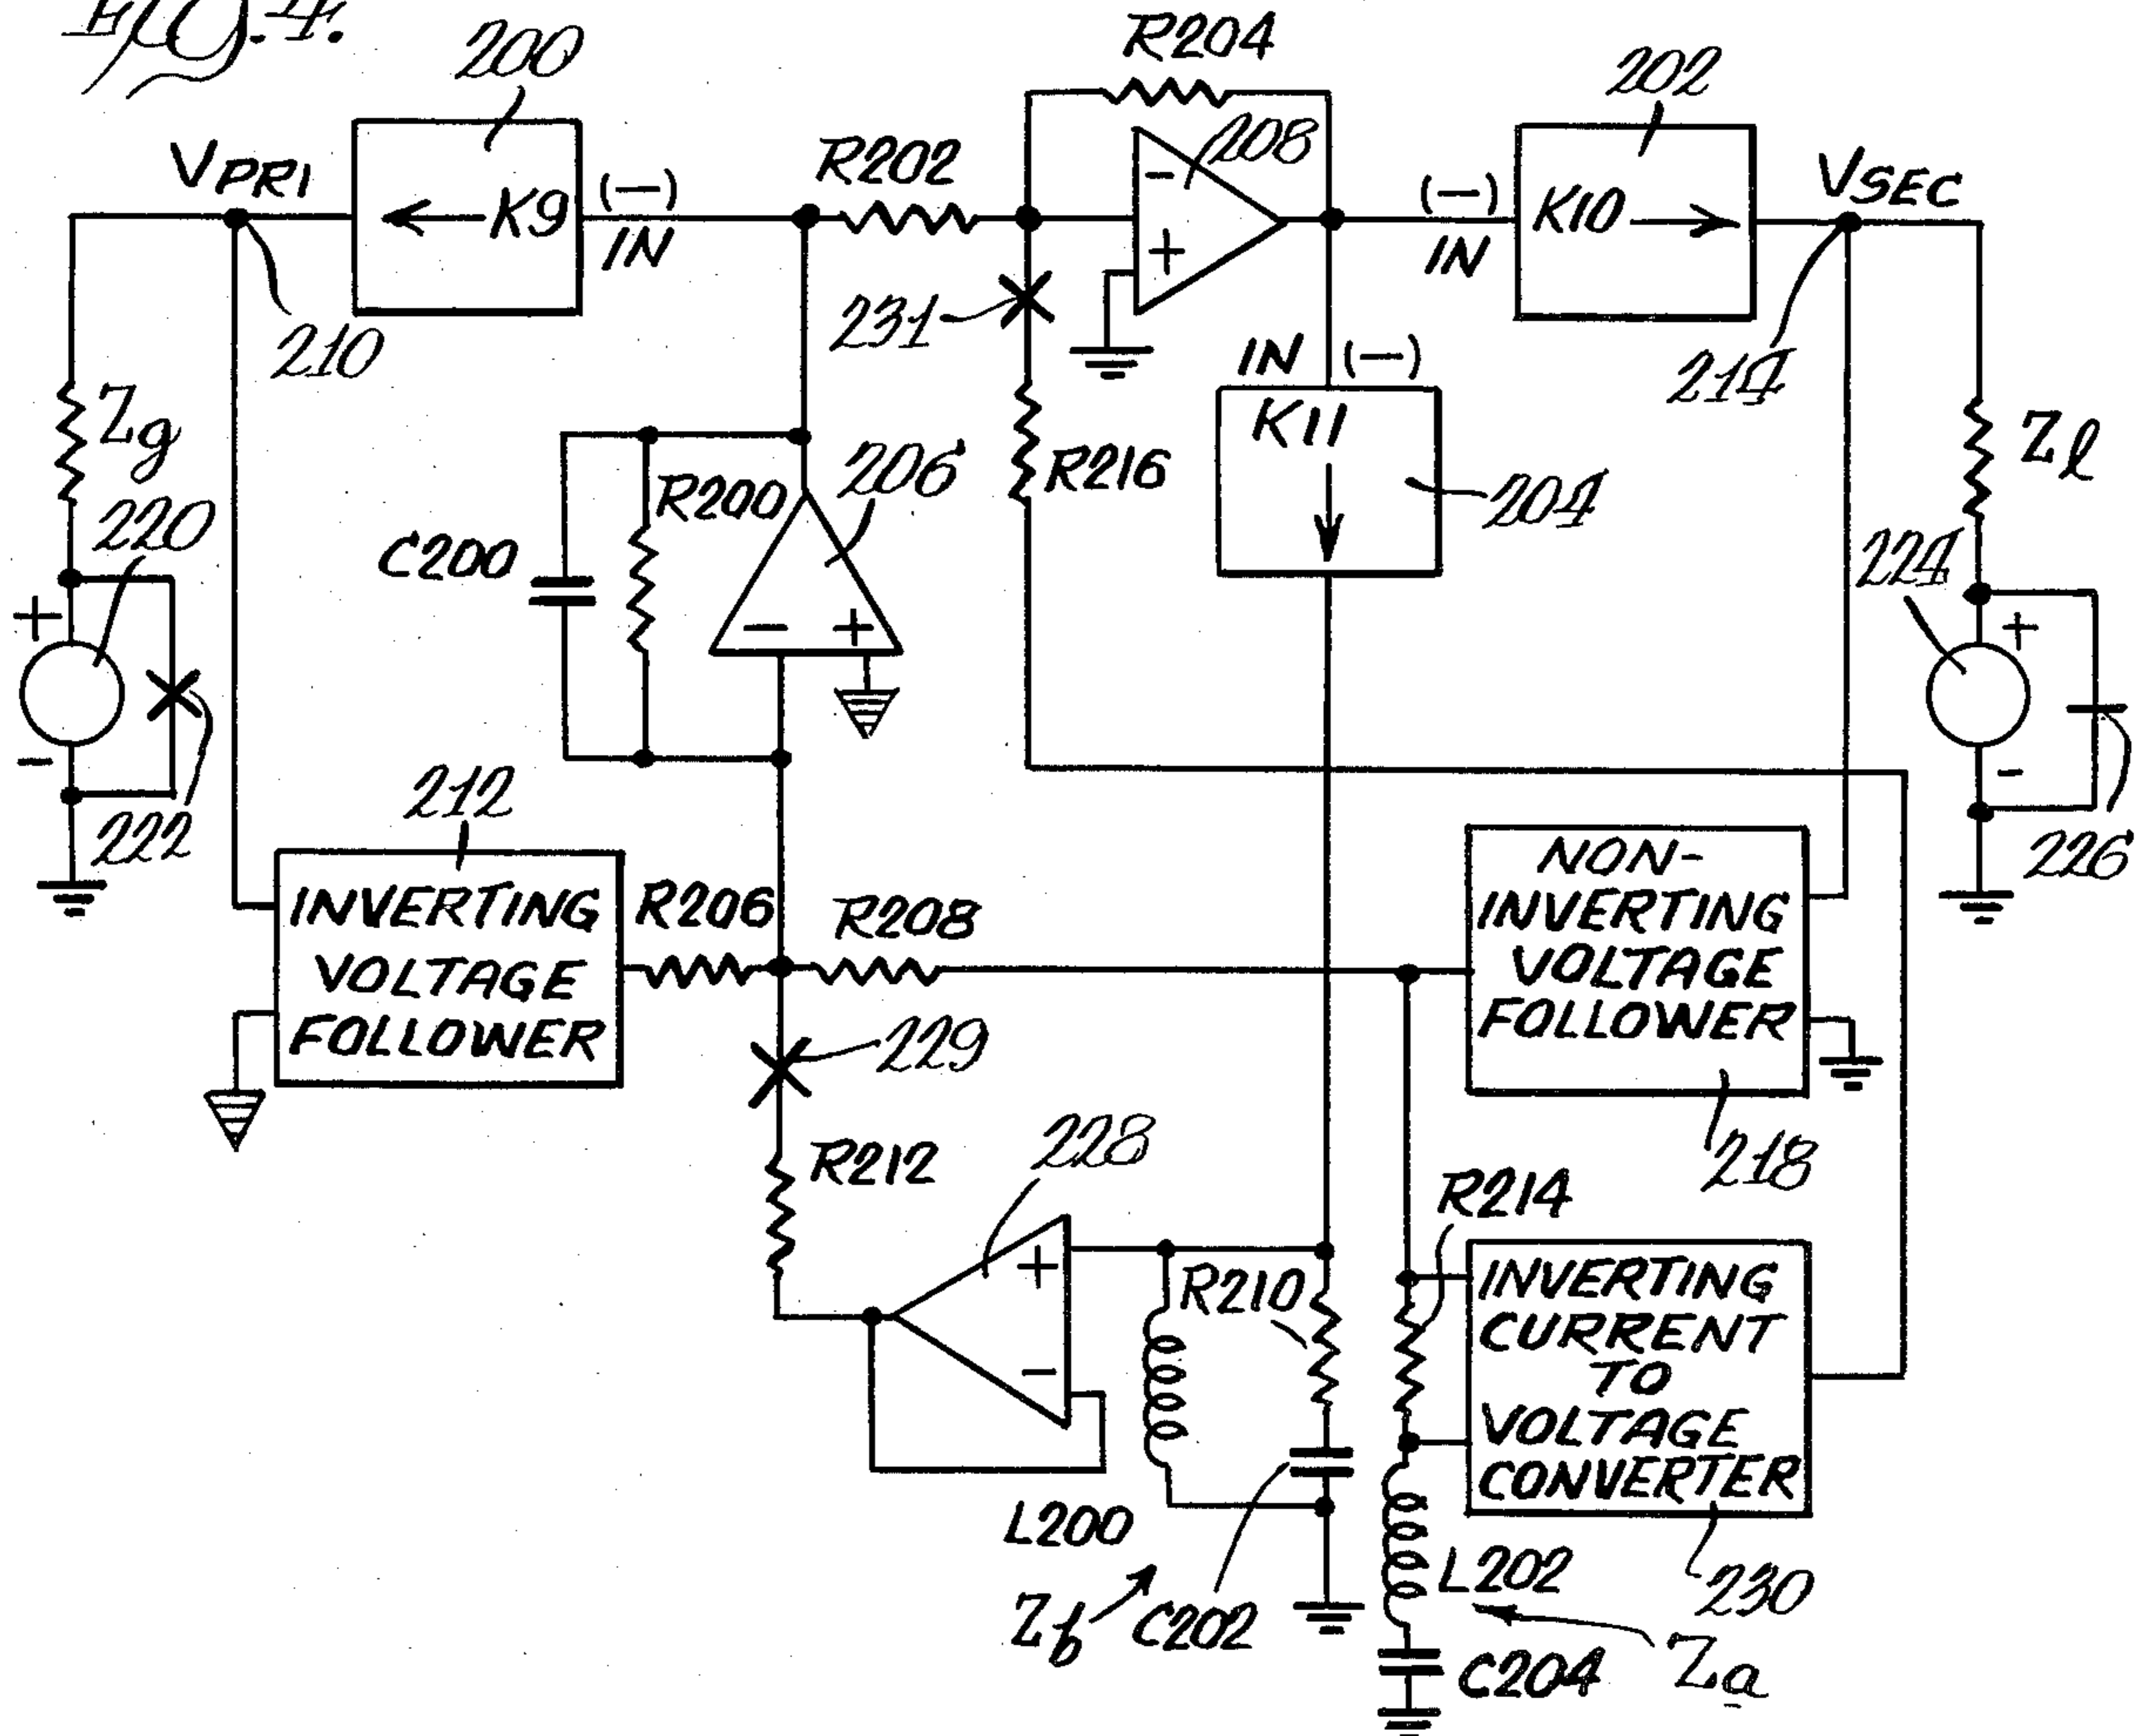 FIG. 4.
200
R204
202
VPRI
K9
(—)
IN
R202
208
-
+
(—)
IN
K10
VSEC
210
231
IN (—)
K11
204
214
Zg
220
+
-
222
C200
R200
206
- +
R216
Zl
224
+
-
226
212
INVERTING
VOLTAGE
FOLLOWER
R206
R208
NON-
INVERTING
VOLTAGE
FOLLOWER
218
229
R212
228
+
-
R210
R214
INVERTING
CURRENT
TO
VOLTAGE
CONVERTER
230
L200
Zb
C202
L202
C204
Za